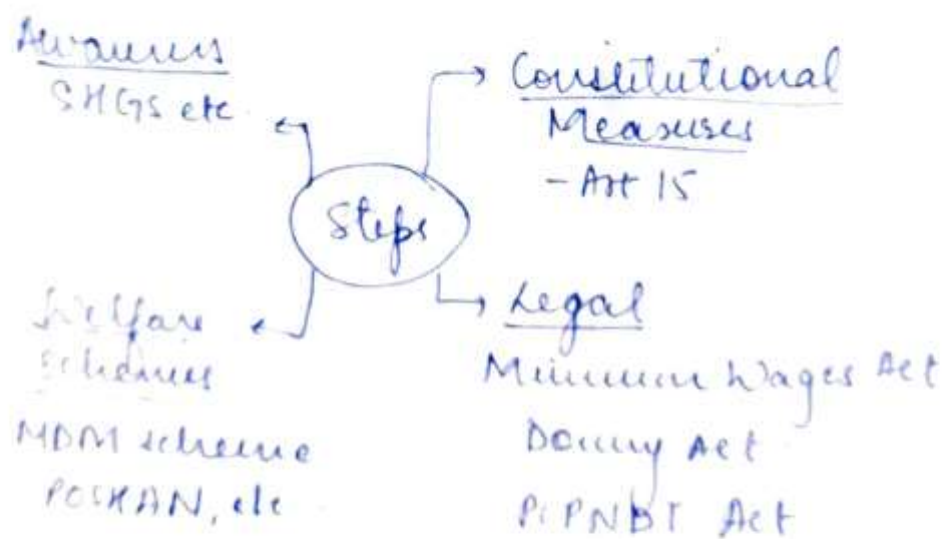 Awareness
SHGs etc
Constitutional
Measures
- Art 15
Steps
Welfare
schemes
MDM scheme
POSHAN, etc
Legal
Minimum Wages Act
Dowry Act
PCPNDT Act